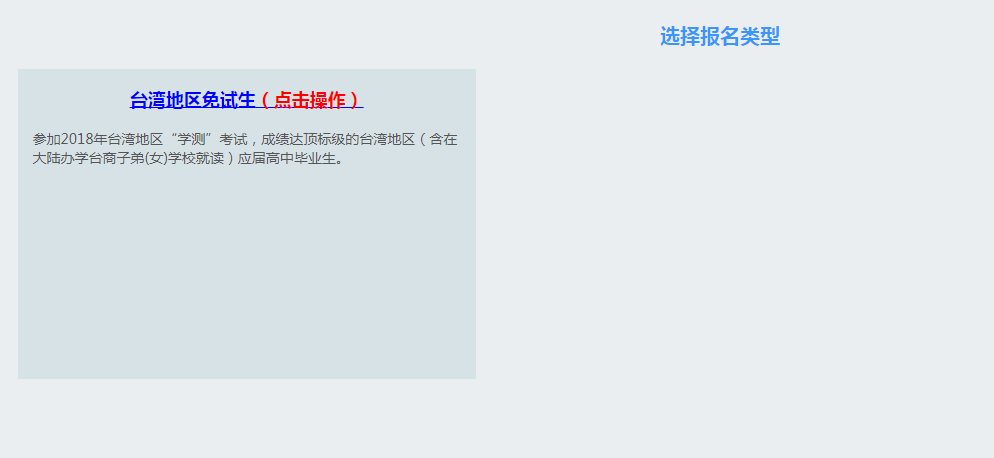 选择报名类型
台湾地区免试生（点击操作）
参加2018年台湾地区“学测”考试，成绩达顶标级的台湾地区（含在
大陆办学台商子弟(女)学校就读）应届高中毕业生。